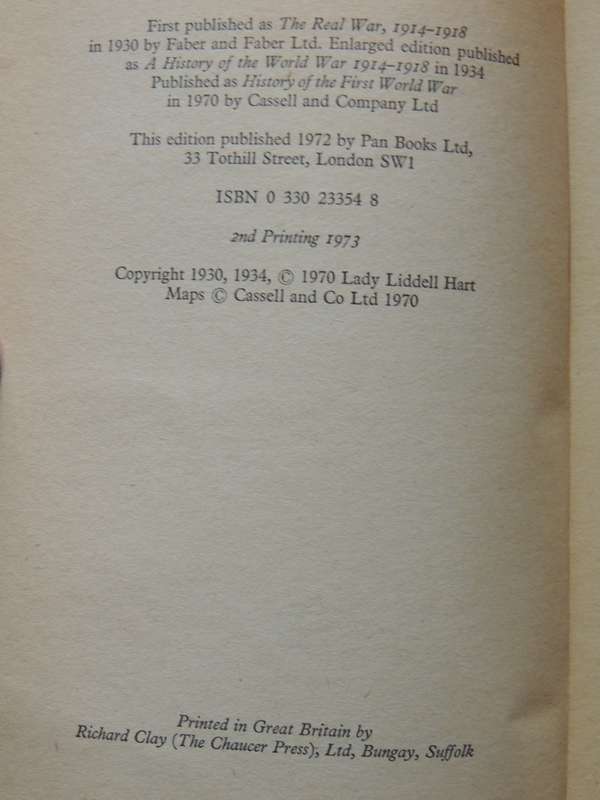 First published as The Real War, 1914–1918
in 1930 by Faber and Faber Ltd. Enlarged edition published
as A History of the World War 1914–1918 in 1934
Published as History of the First World War
in 1970 by Cassell and Company Ltd
This edition published 1972 by Pan Books Ltd,
33 Tothill Street, London SW1
ISBN 0 330 23354 8
2nd Printing 1973
Copyright 1930, 1934, © 1970 Lady Liddell Hart
Maps © Cassell and Co Ltd 1970
Printed in Great Britain by
Richard Clay (The Chaucer Press), Ltd, Bungay, Suffolk